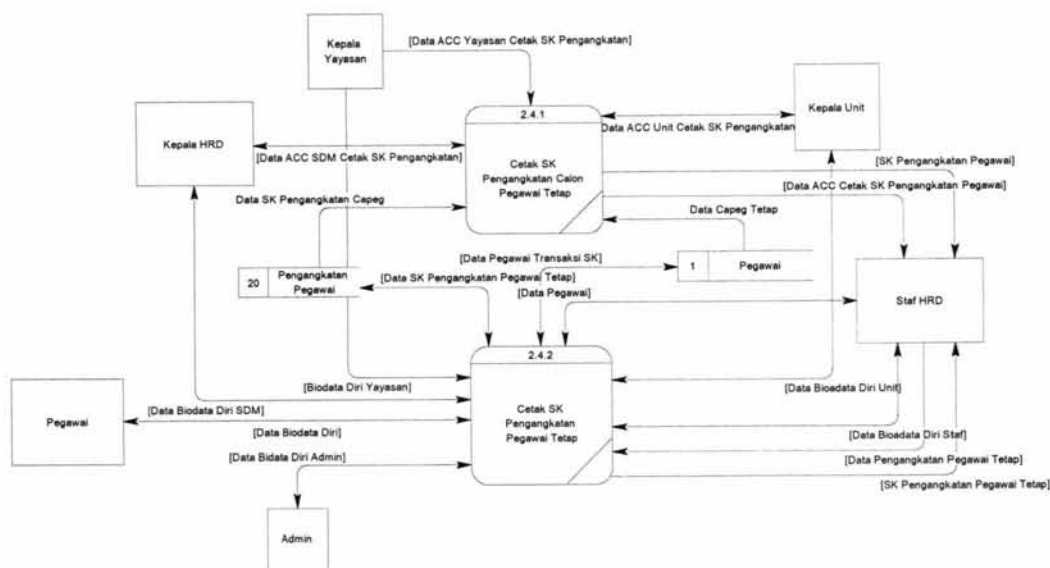 Kepala
Yayasan
[Data ACC Yayasan Cetak SK Pengangkatan]
Kepala HRD
[Data ACC SDM Cetak SK Pengangkatan]
2.4.1
Cetak SK
Pengangkatan Calon
Pegawai Tetap
Data ACC Unit Cetak SK Pengangkatan
Kepala Unit
[SK Pengangkatan Pegawai]
[Data ACC Cetak SK Pengangkatan Pegawai]
Data SK Pengangkatan Capeg
Data Capeg Tetap
20
Pengangkatan
Pegawai
[Data Pegawai Transaksi SK]
1
Pegawai
[Data SK Pengangkatan Pegawai Tetap]
[Data Pegawai]
Staf HRD
2.4.2
Cetak SK
Pengangkatan
Pegawai Tetap
[Biodata Diri Yayasan]
[Data Bioadata Diri Unit]
Pegawai
[Data Biodata Diri SDM]
[Data Biodata Diri]
[Data Bioadata Diri Staf]
[Data Bidata Diri Admin]
[Data Pengangkatan Pegawai Tetap]
[SK Pengangkatan Pegawai Tetap]
Admin